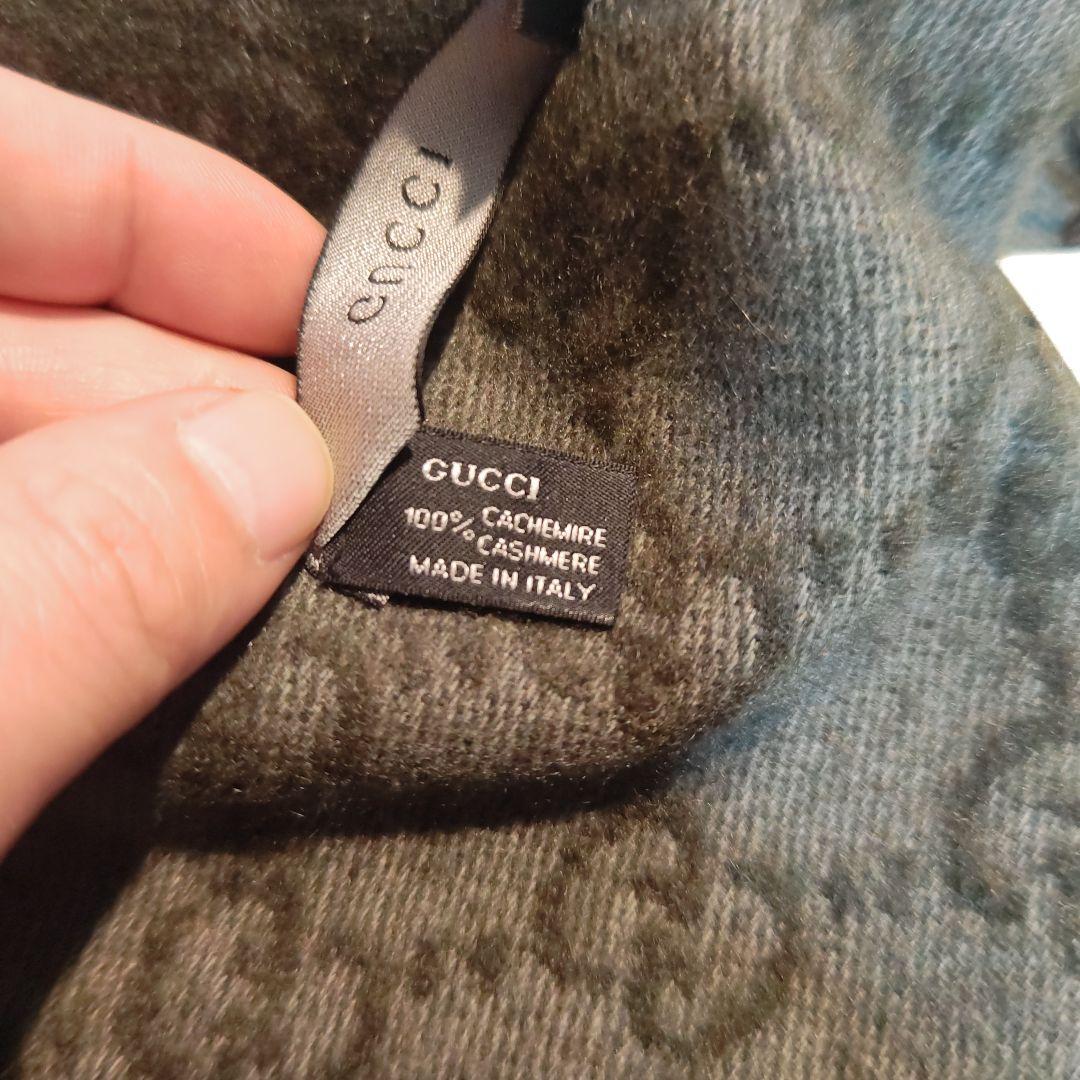 GUCCI
GUCCI
100% CACHEMIRE
CASHMERE
MADE IN ITALY